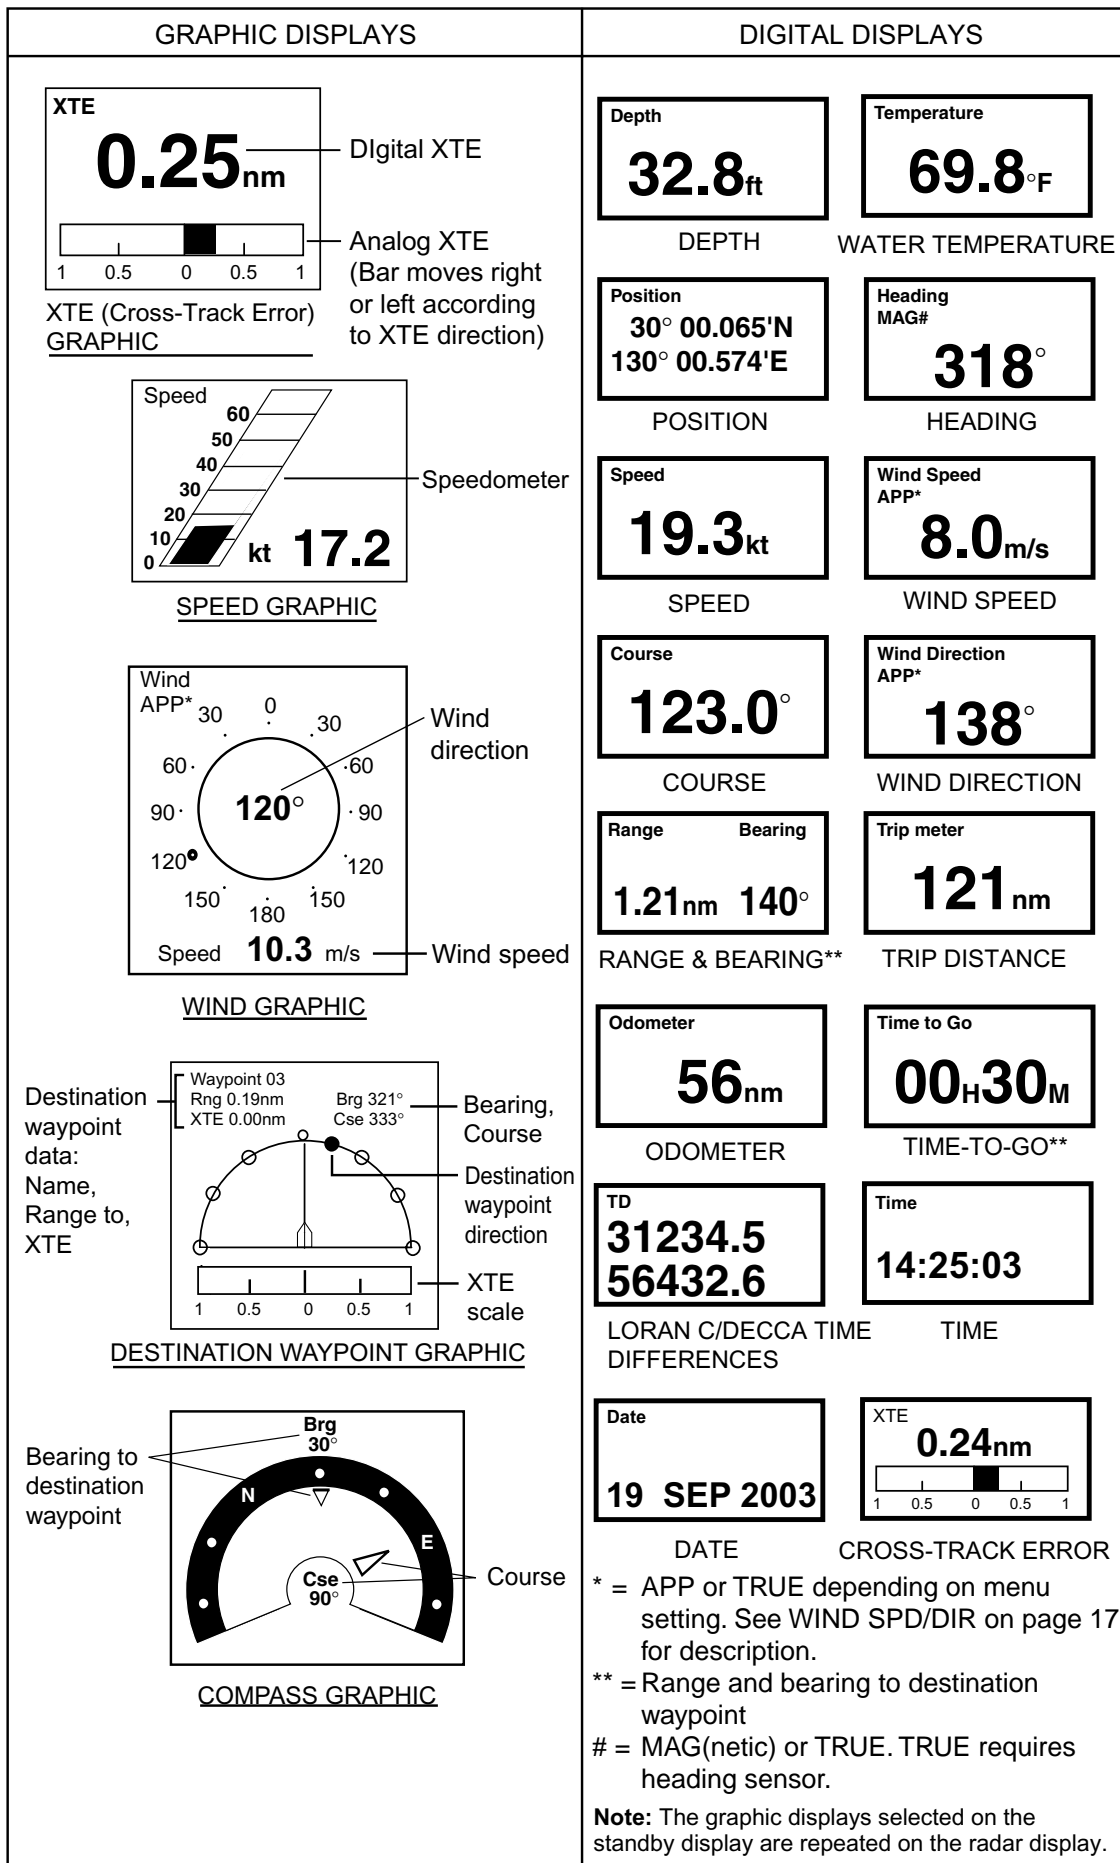 GRAPHIC DISPLAYS
XTE
0.25nm
DIgital XTE
1 0.5 0 0.5 1
Analog XTE
(Bar moves right
or left according
to XTE direction)
XTE (Cross-Track Error)
GRAPHIC
Speed
60
50
40
30
20
10
0
kt 17.2
Speedometer
SPEED GRAPHIC
Wind
APP*
0
30 30
60 60
90 90
120 120
150 150
180
120°
Wind
direction
Speed 10.3 m/s
Wind speed
WIND GRAPHIC
Destination
waypoint
data:
Name,
Range to,
XTE
Waypoint 03
Rng 0.19nm
XTE 0.00nm
Brg 321°
Cse 333°
Bearing,
Course
Destination
waypoint
direction
1 0.5 0 0.5 1
XTE
scale
DESTINATION WAYPOINT GRAPHIC
Bearing to
destination
waypoint
Brg
30°
N
E
Cse
90°
Course
COMPASS GRAPHIC
DIGITAL DISPLAYS
Depth
32.8ft
DEPTH
Temperature
69.8°F
WATER TEMPERATURE
Position
30° 00.065'N
130° 00.574'E
POSITION
Heading
MAG#
318°
HEADING
Speed
19.3kt
SPEED
Wind Speed
APP*
8.0m/s
WIND SPEED
Course
123.0°
COURSE
Wind Direction
APP*
138°
WIND DIRECTION
Range Bearing
1.21nm 140°
RANGE & BEARING**
Trip meter
121nm
TRIP DISTANCE
Odometer
56nm
ODOMETER
Time to Go
00H30M
TIME-TO-GO**
TD
31234.5
56432.6
LORAN C/DECCA TIME
DIFFERENCES
Time
14:25:03
TIME
Date
19 SEP 2003
DATE
XTE
0.24nm
1 0.5 0 0.5 1
CROSS-TRACK ERROR
* = APP or TRUE depending on menu
setting. See WIND SPD/DIR on page 17
for description.
** = Range and bearing to destination
waypoint
# = MAG(netic) or TRUE. TRUE requires
heading sensor.
Note: The graphic displays selected on the
standby display are repeated on the radar display.